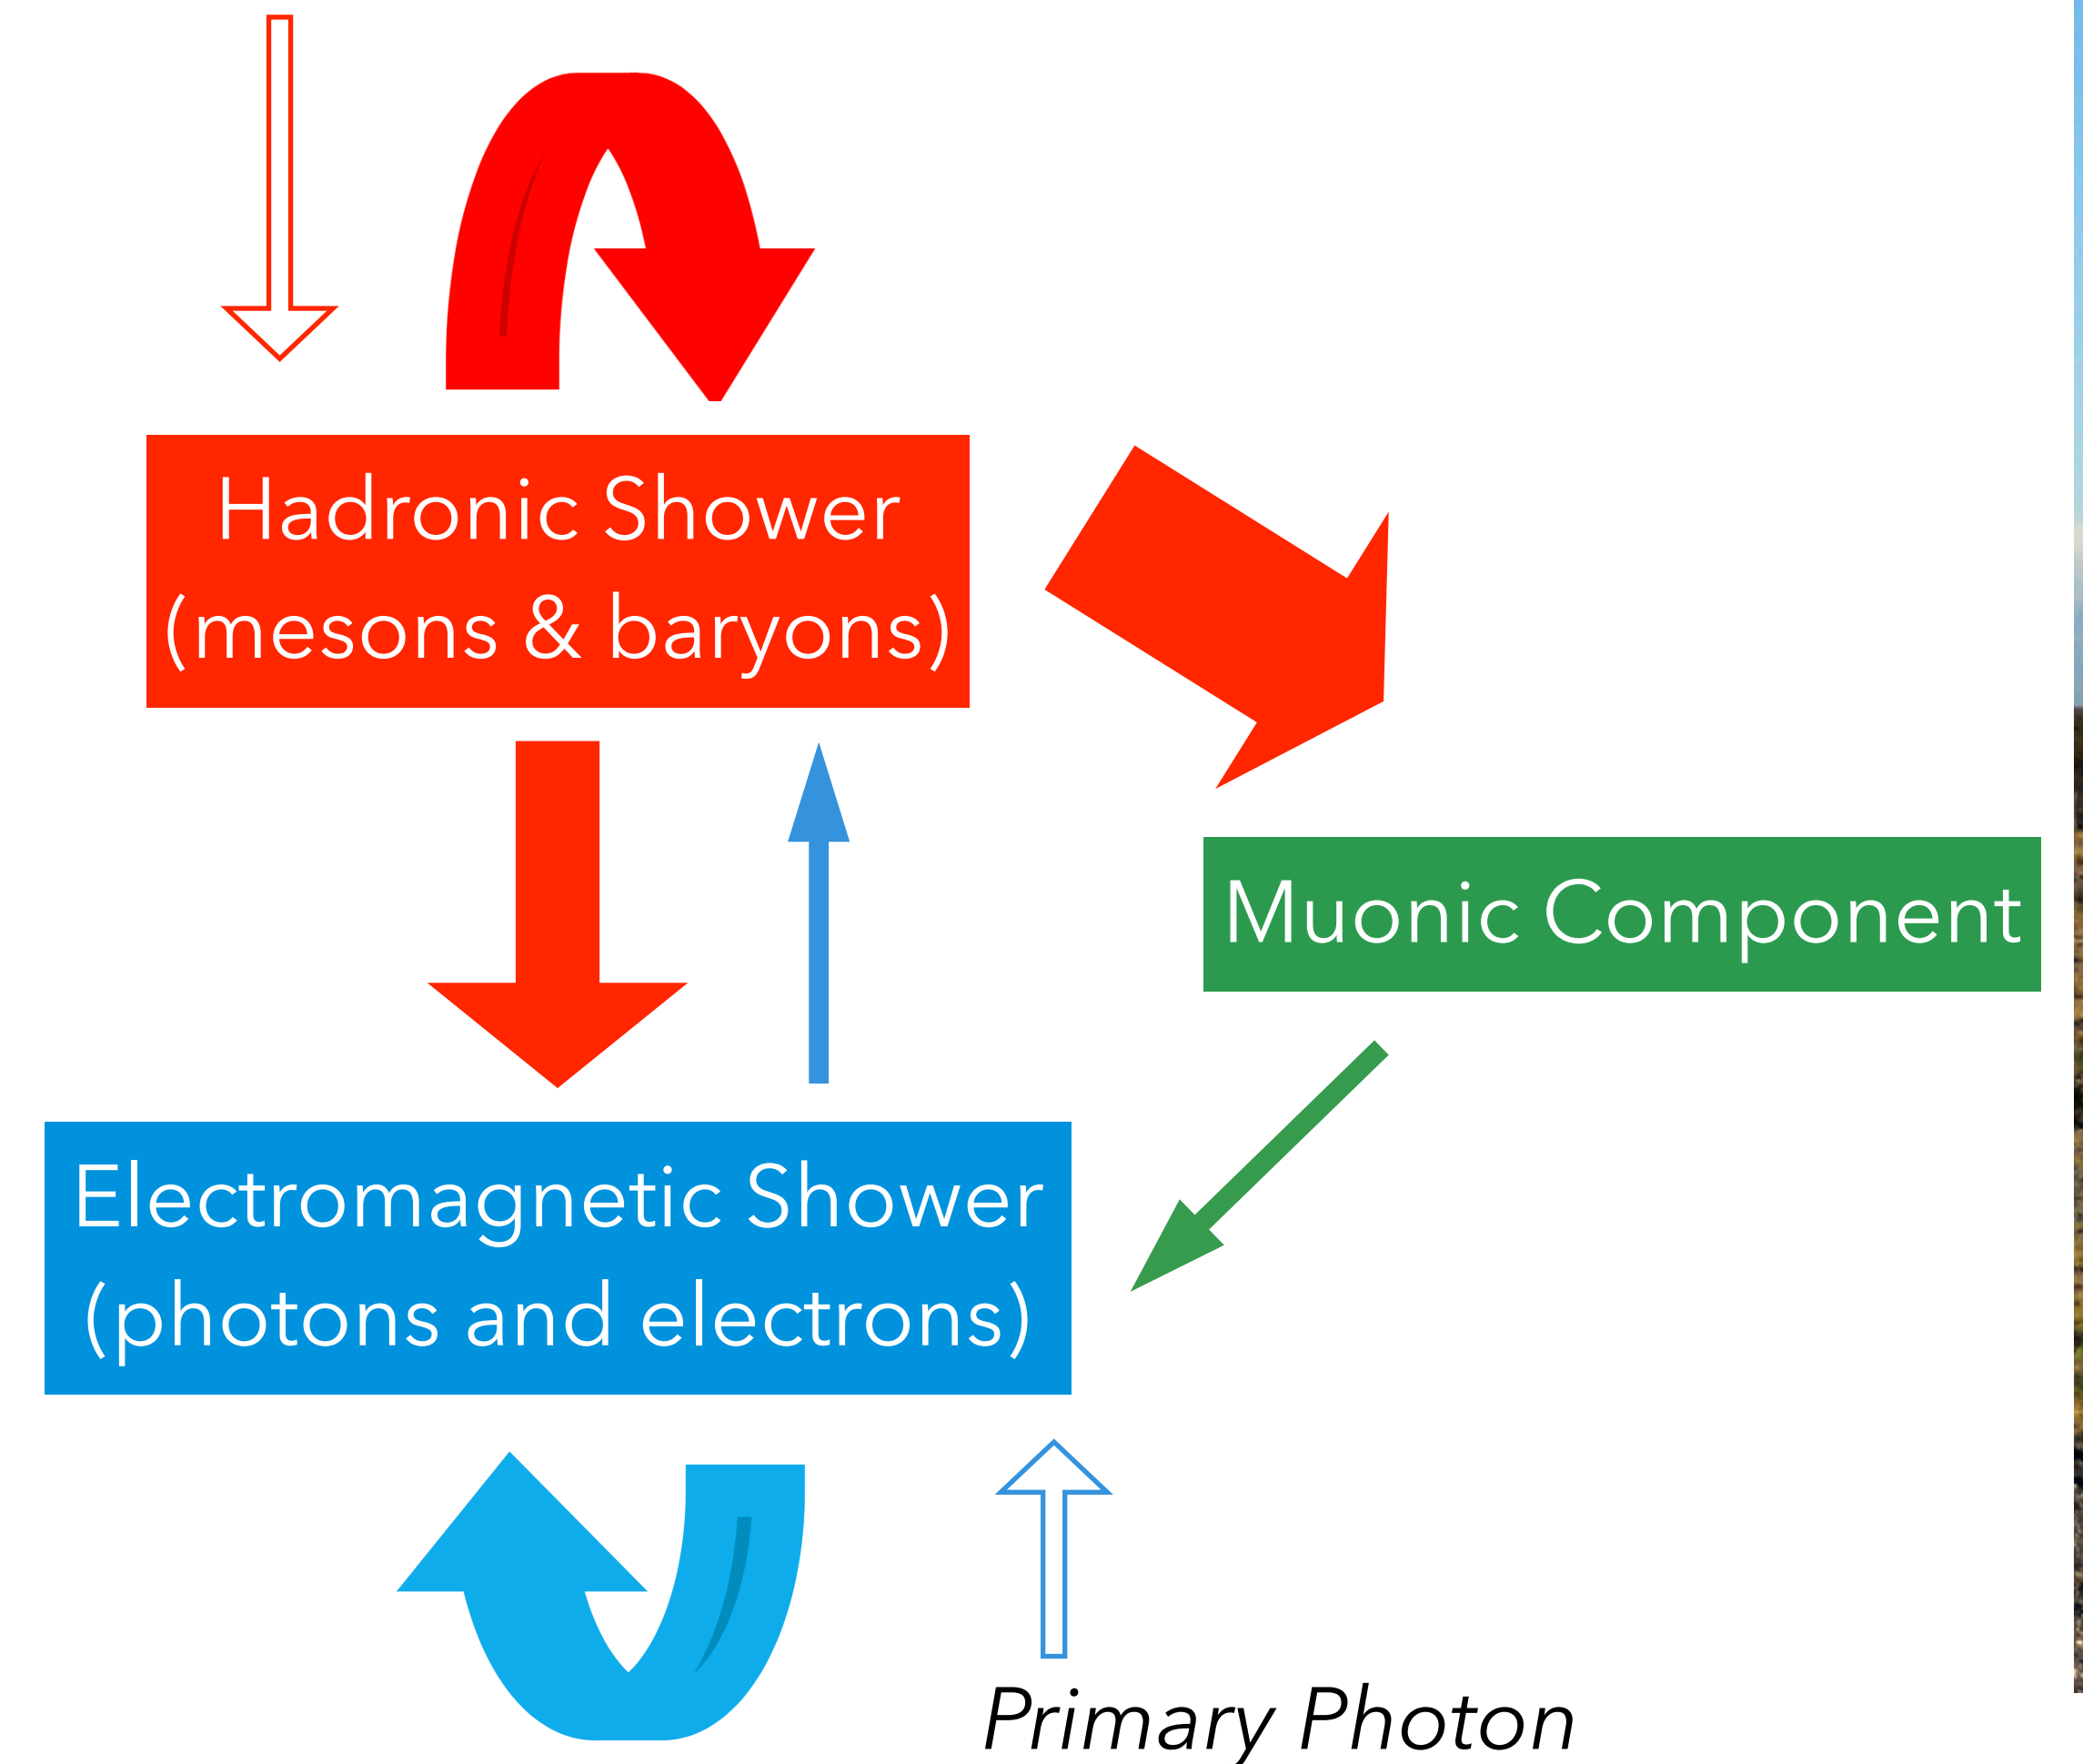 Hadronic Shower
(mesons & baryons)
Muonic Component
Electromagnetic Shower
(photons and electrons)
Primary Photon